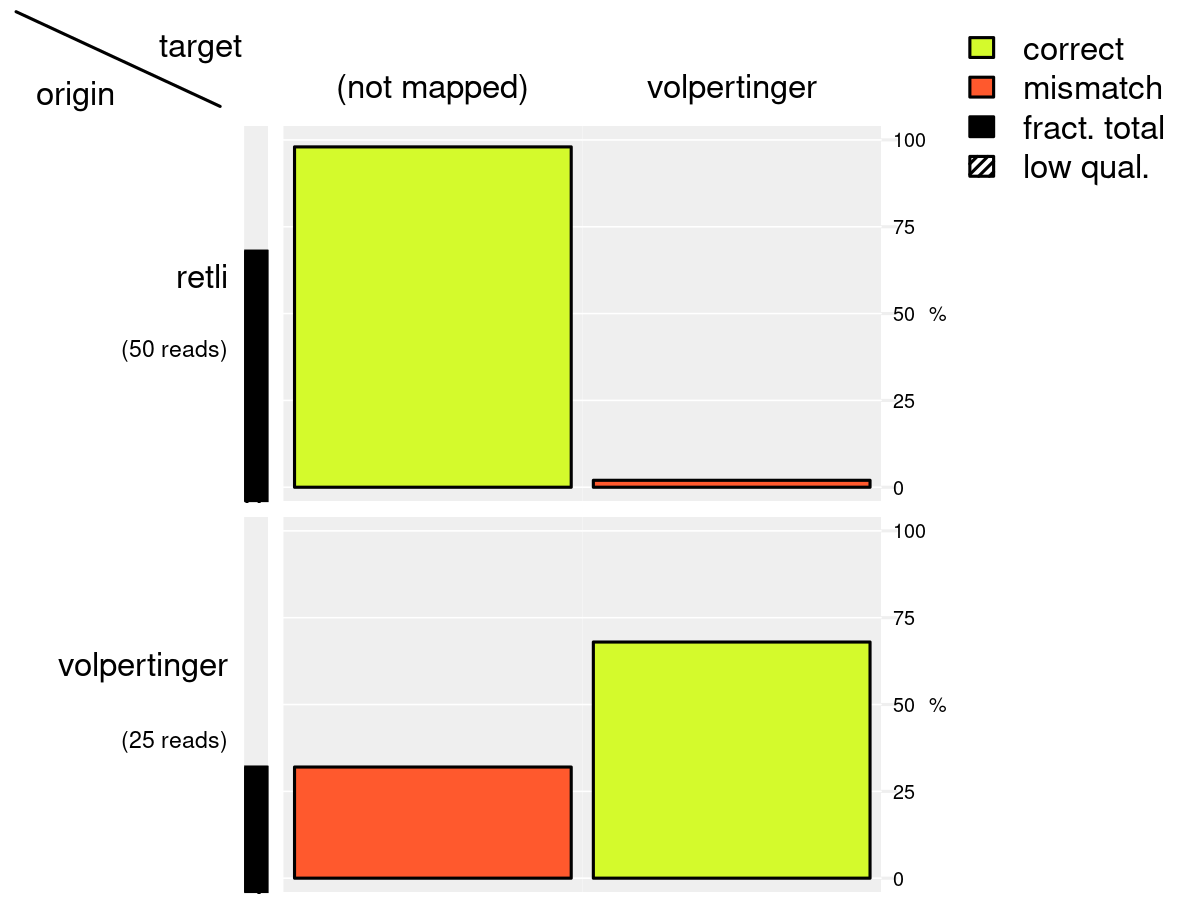 target
origin
(not mapped) volpertinger
correct
mismatch
fract. total
low qual.
retli
(50 reads)
100
75
50 %
25
0
volpertinger
(25 reads)
100
75
50 %
25
0